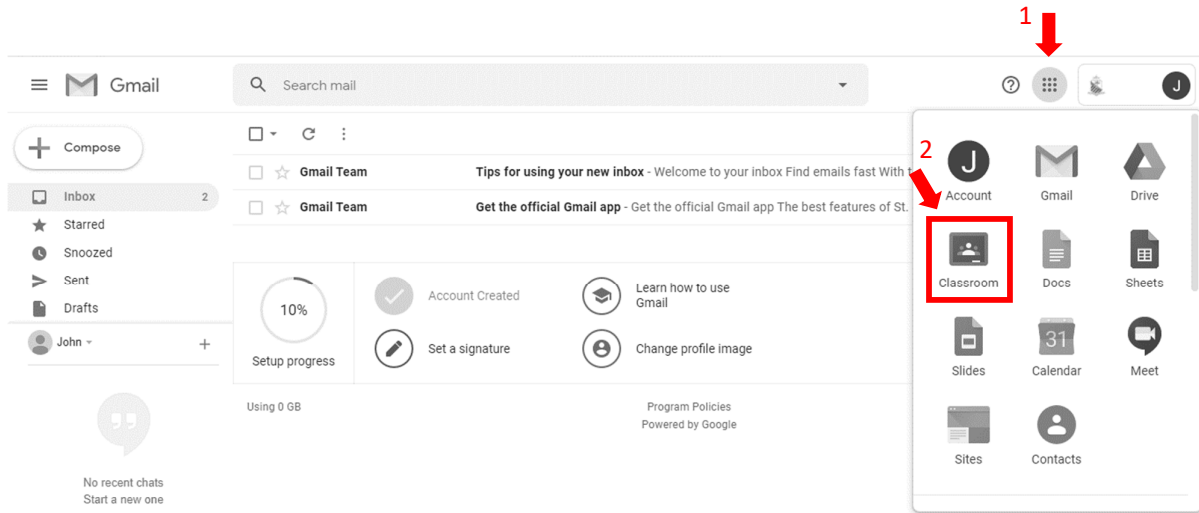 1
Gmail
Search mail
J
Compose
Inbox 2
Starred
Snoozed
Sent
Drafts
John
No recent chats
Start a new one
Gmail Team Tips for using your new inbox - Welcome to your inbox Find emails fast With t
Gmail Team Get the official Gmail app - Get the official Gmail app The best features of St.
10%
Setup progress
Account Created
Set a signature
Learn how to use
Gmail
Change profile image
Using 0 GB
Program Policies
Powered by Google
2
J
Account Gmail Drive
Classroom Docs Sheets
31
Slides Calendar Meet
Sites Contacts